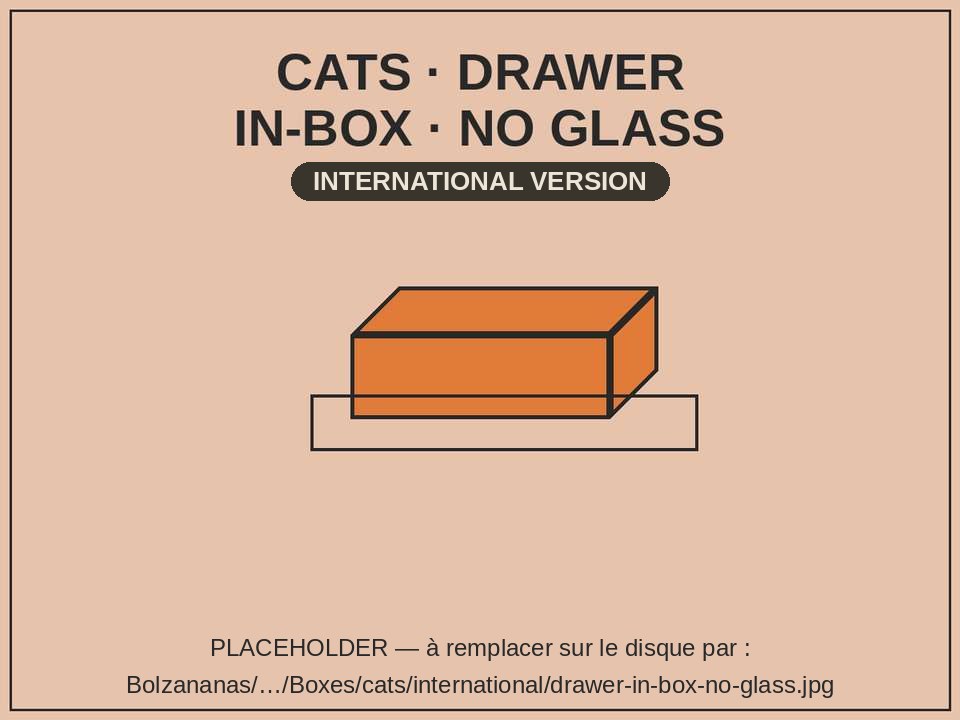 CATS · DRAWER
IN-BOX · NO GLASS
INTERNATIONAL VERSION
PLACEHOLDER — à remplacer sur le disque par :
Bolzananas/…/Boxes/cats/international/drawer-in-box-no-glass.jpg